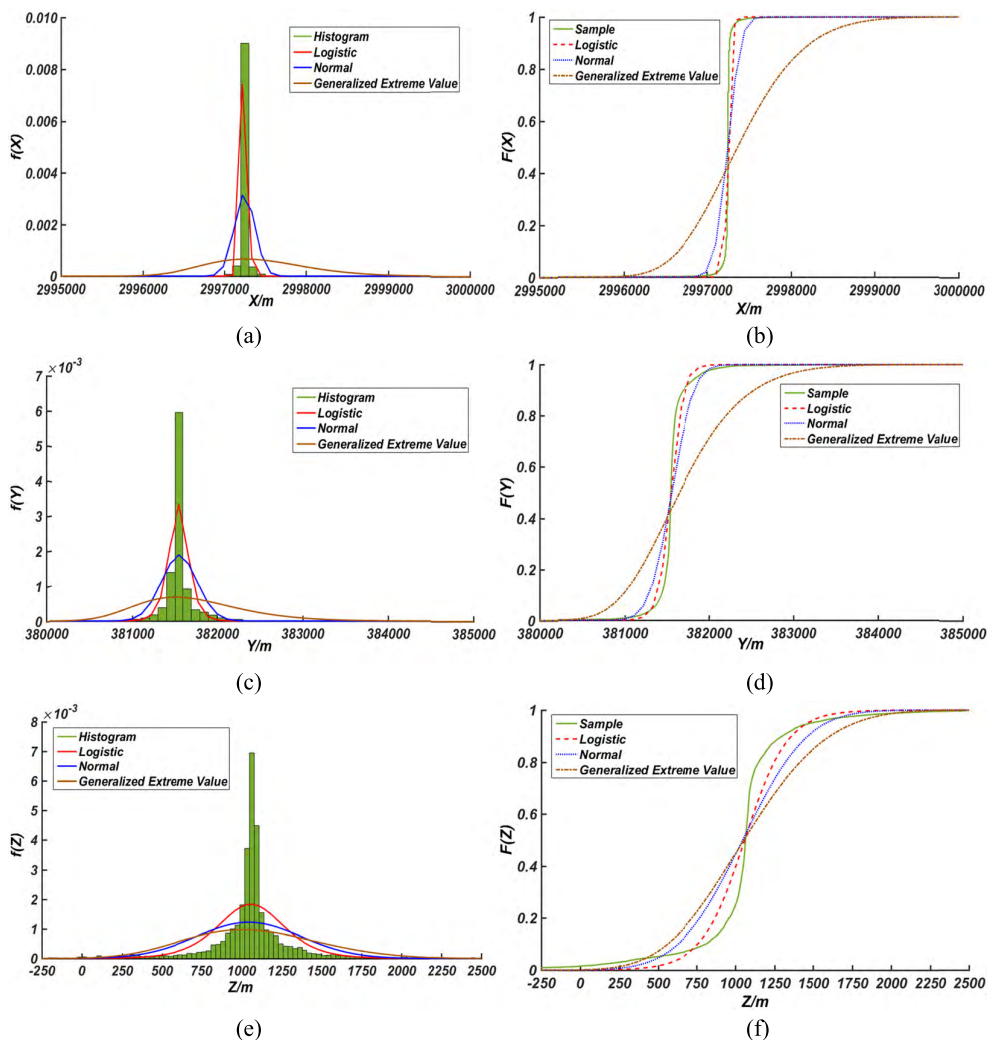 0.010
0.008
0.006
0.004
0.002
0
f(X)
Histogram
Logistic
Normal
Generalized Extreme Value
2995000 2996000 2997000 2998000 2999000 3000000
X/m
(a)
1
0.8
0.6
0.4
0.2
0
F(X)
Sample
Logistic
Normal
Generalized Extreme Value
2995000 2996000 2997000 2998000 2999000 3000000
X/m
(b)
×10⁻³
7
6
5
4
3
2
1
0
f(Y)
Histogram
Logistic
Normal
Generalized Extreme Value
380000 381000 382000 383000 384000 385000
Y/m
(c)
1
0.8
0.6
0.4
0.2
0
F(Y)
Sample
Logistic
Normal
Generalized Extreme Value
380000 381000 382000 383000 384000 385000
Y/m
(d)
×10⁻³
8
7
6
5
4
3
2
1
0
f(Z)
Histogram
Logistic
Normal
Generalized Extreme Value
-250 0 250 500 750 1000 1250 1500 1750 2000 2250 2500
Z/m
(e)
1
0.8
0.6
0.4
0.2
0
F(Z)
Sample
Logistic
Normal
Generalized Extreme Value
-250 0 250 500 750 1000 1250 1500 1750 2000 2250 2500
Z/m
(f)